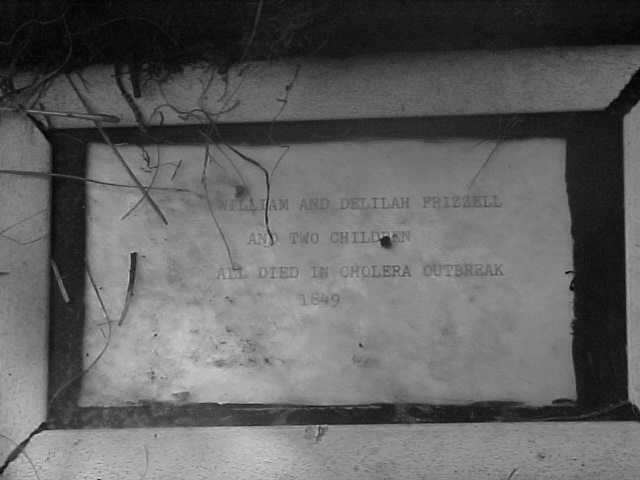 WILLIAM AND DELILAH FRIZZELL
AND TWO CHILDREN
ALL DIED IN CHOLERA OUTBREAK
1849